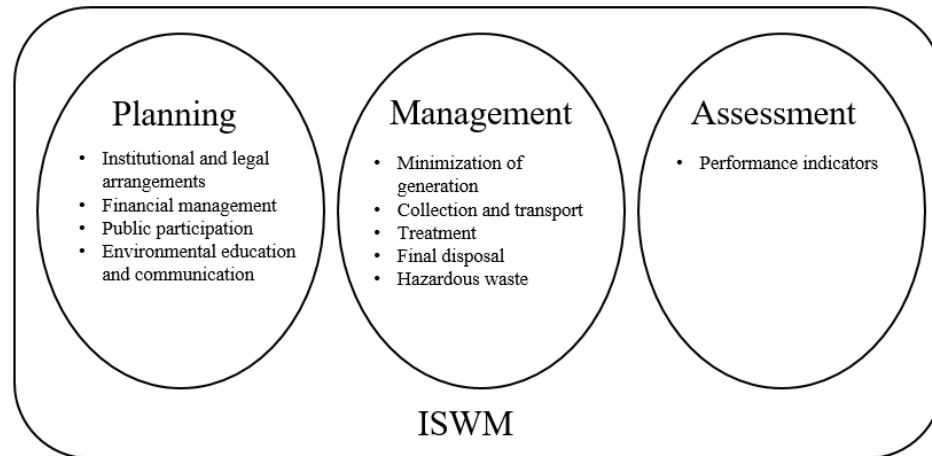 Planning
• Institutional and legal
arrangements
• Financial management
• Public participation
• Environmental education
and communication
Management
• Minimization of
generation
• Collection and transport
• Treatment
• Final disposal
• Hazardous waste
Assessment
• Performance indicators
ISWM